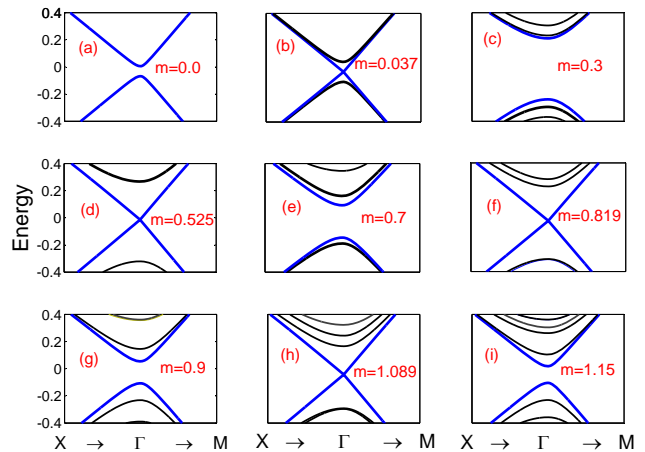 0.4
0.2
0
-0.2
-0.4
(a)
m=0.0
(b)
m=0.037
(c)
m=0.3
Energy
0.4
0.2
0
-0.2
-0.4
(d)
m=0.525
(e)
m=0.7
(f)
m=0.819
0.4
0.2
0
-0.2
-0.4
(g)
m=0.9
(h)
m=1.089
(i)
m=1.15
X → Γ → M X → Γ → M X → Γ → M